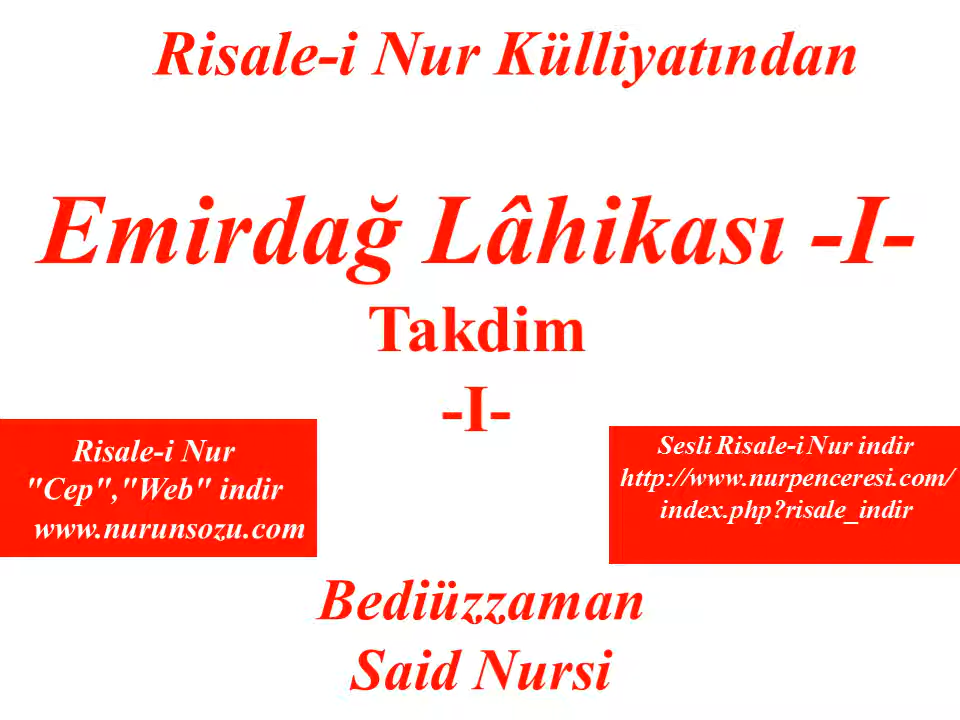 Risale-i Nur Külliyatından
Emirdağ Lâhikası -I-
Takdim
-I-
Risale-i Nur
"Cep","Web" indir
www.nurunsozu.com
Sesli Risale-i Nur indir
http://www.nurpenceresi.com/
index.php?risale_indir
Bediüzzaman
Said Nursi